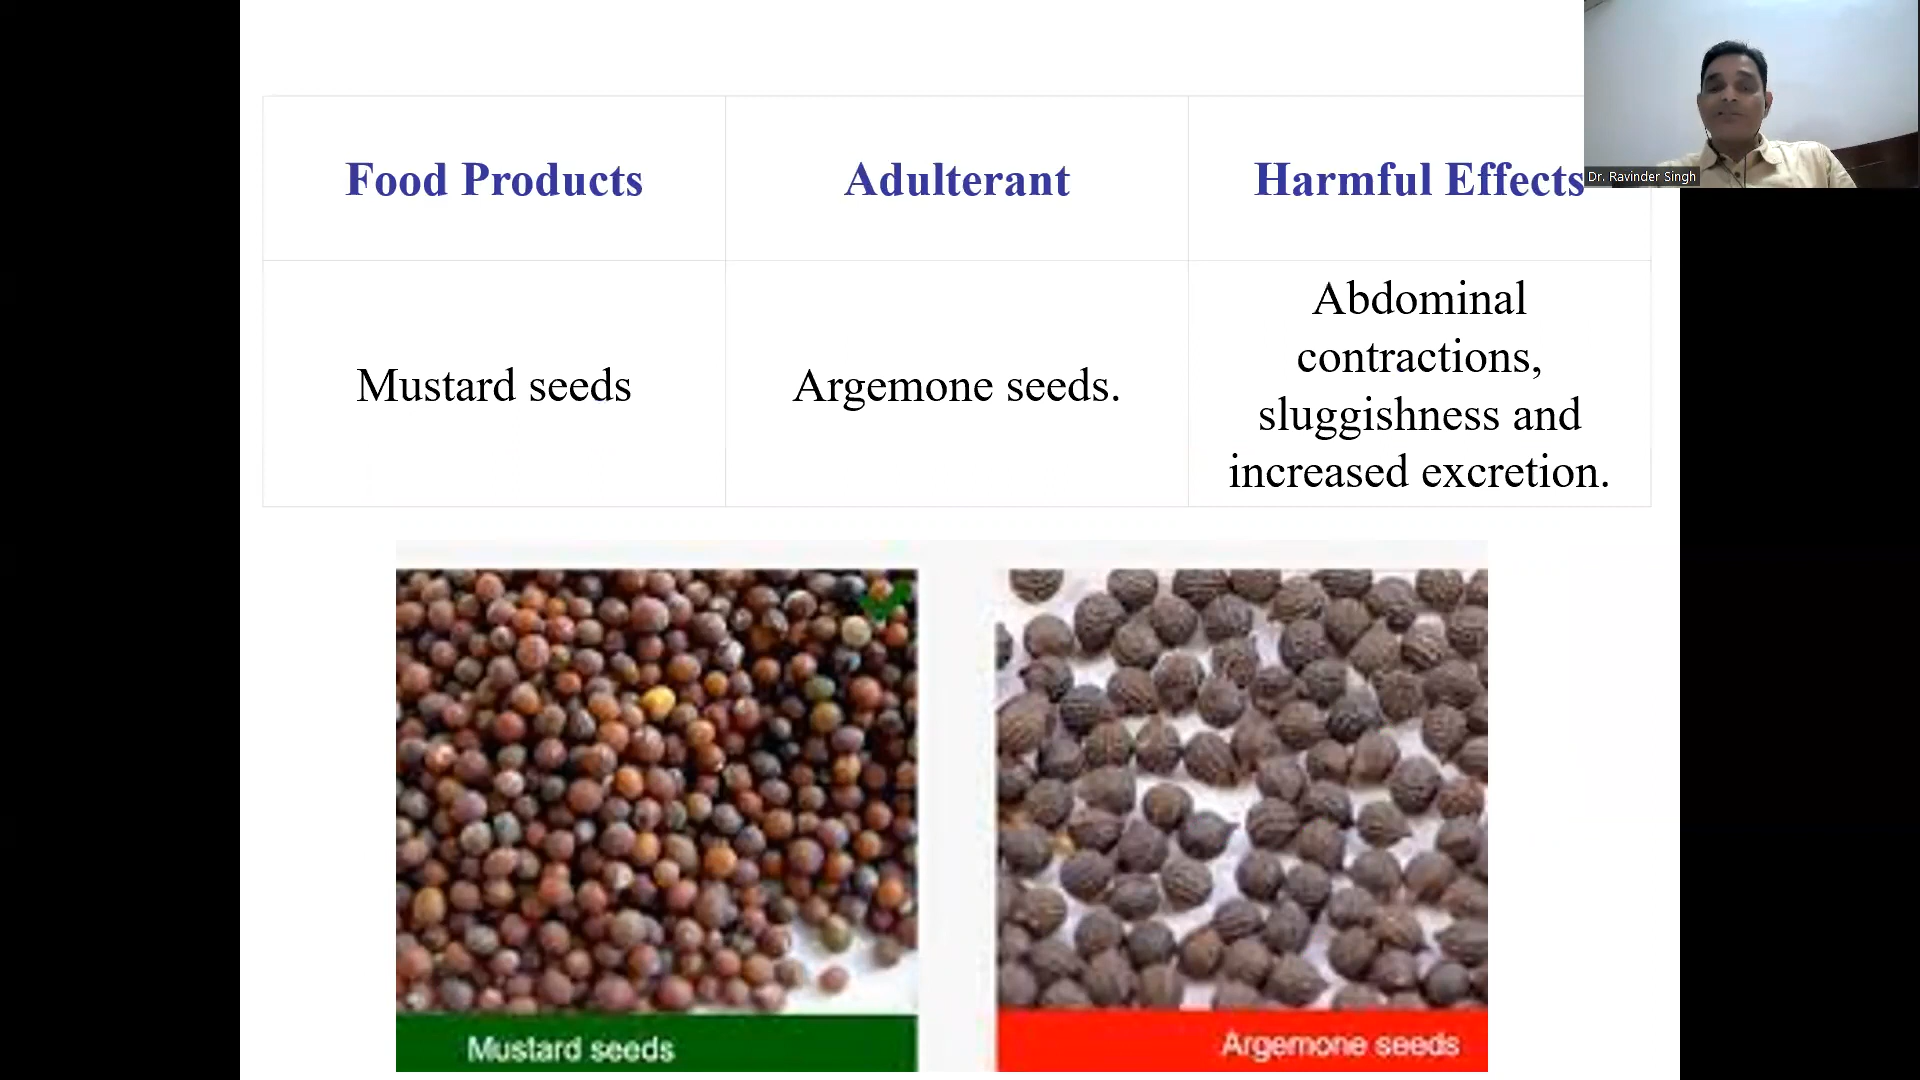 Food Products
Adulterant
Harmful Effects
Dr. Ravinder Singh
Mustard seeds
Argemone seeds.
Abdominal
contractions,
sluggishness and
increased excretion.
Mustard seeds
Argemone seeds